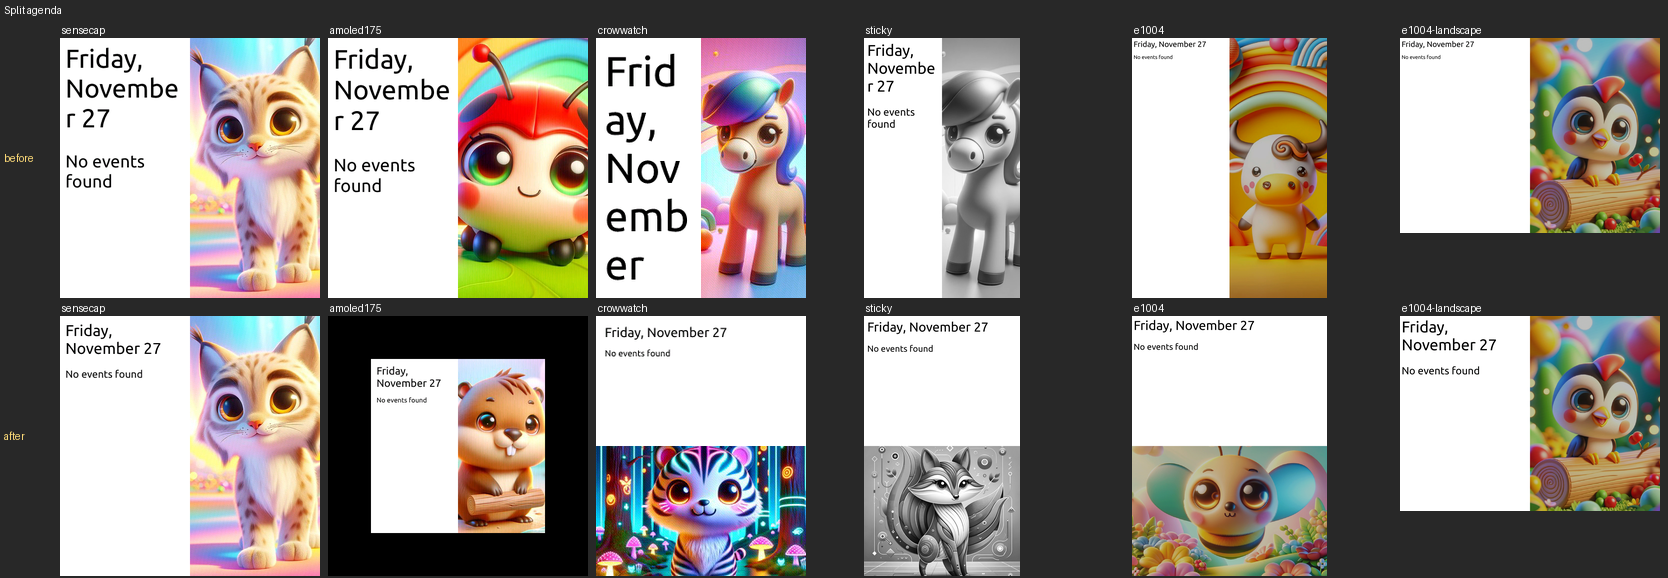 Split agenda
sensecap
amoled175
crowwatch
sticky
e1004
e1004-landscape
before
Friday,
Novembe
r 27
No events
found
Friday,
Novembe
r 27
No events
found
Frid
ay,
Nov
emb
er
Friday,
Novembe
r 27
No events
found
Friday, November 27
No events found
Friday, November 27
No events found
sensecap
amoled175
crowwatch
sticky
e1004
e1004-landscape
after
Friday,
November 27
No events found
Friday,
November 27
No events found
Friday, November 27
No events found
Friday, November 27
No events found
Friday, November 27
No events found
Friday,
November 27
No events found